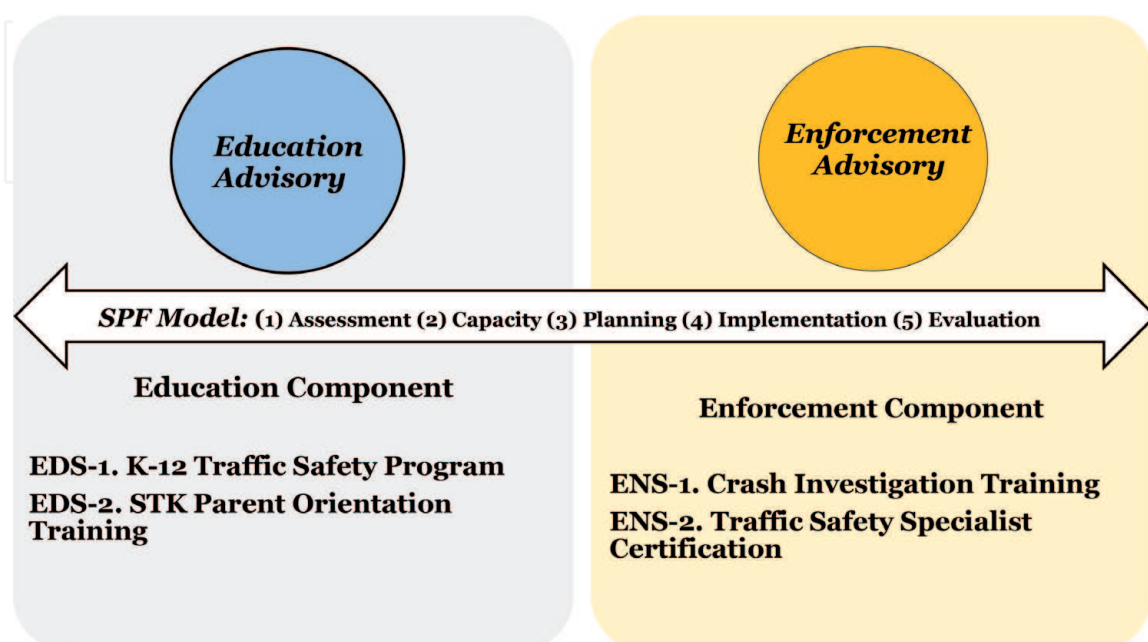 Education
Advisory
Enforcement
Advisory
SPF Model: (1) Assessment (2) Capacity (3) Planning (4) Implementation (5) Evaluation
Education Component
EDS-1. K-12 Traffic Safety Program
EDS-2. STK Parent Orientation
Training
Enforcement Component
ENS-1. Crash Investigation Training
ENS-2. Traffic Safety Specialist
Certification